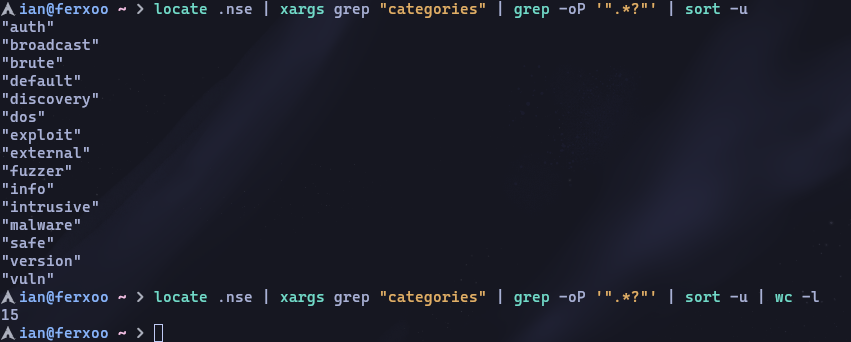 ian@ferxoo ~ > locate .nse | xargs grep "categories" | grep -oP '".*?"' | sort -u
"auth"
"broadcast"
"brute"
"default"
"discovery"
"dos"
"exploit"
"external"
"fuzzer"
"info"
"intrusive"
"malware"
"safe"
"version"
"vuln"
ian@ferxoo ~ > locate .nse | xargs grep "categories" | grep -oP '".*?"' | sort -u | wc -l
15
ian@ferxoo ~ >